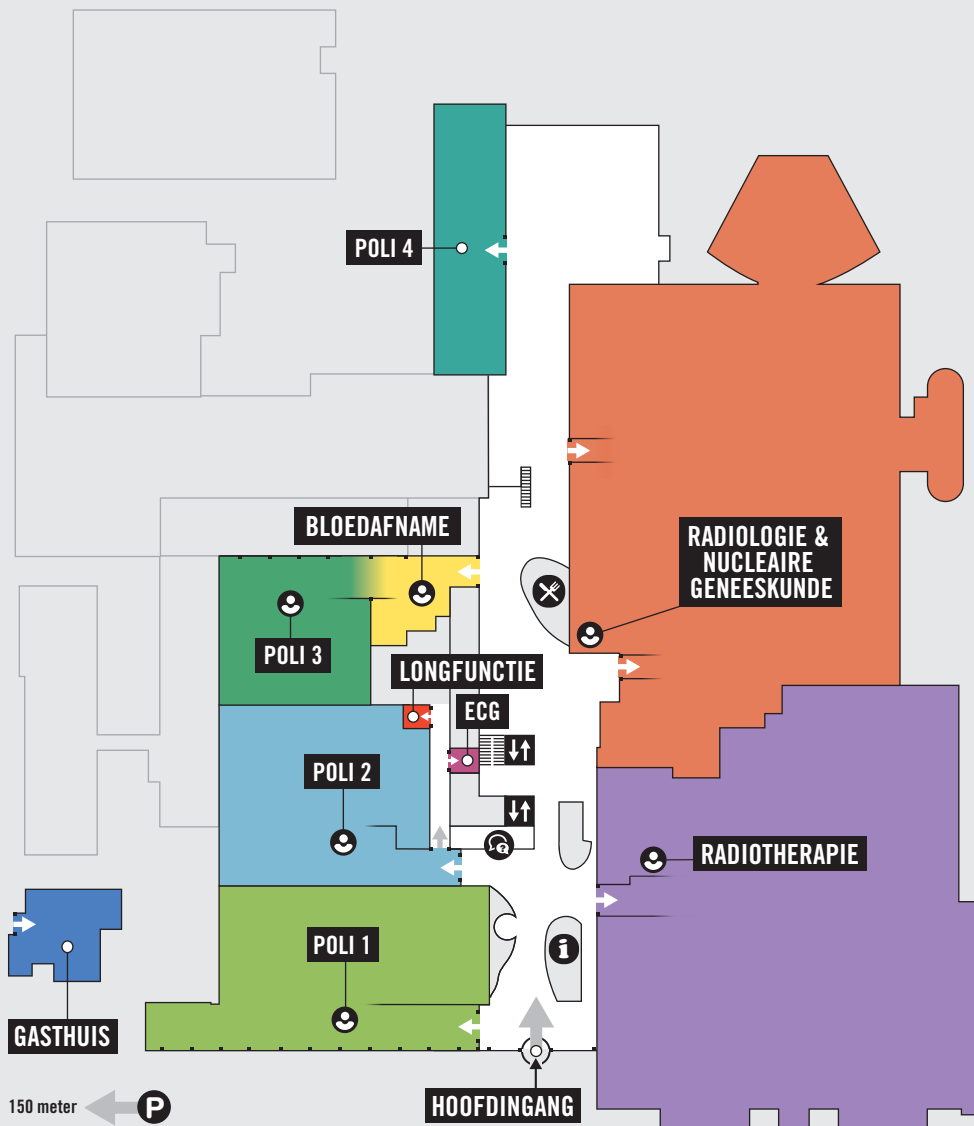 POLI 4
BLOEDAFNAME
RADIOLOGIE &
NUCLEAIRE
GENEESKUNDE
POLI 3
LONGFUNCTIE
ECG
POLI 2
?
RADIOTHERAPIE
POLI 1
i
GASTHUIS
HOOFDINGANG
150 meter
P